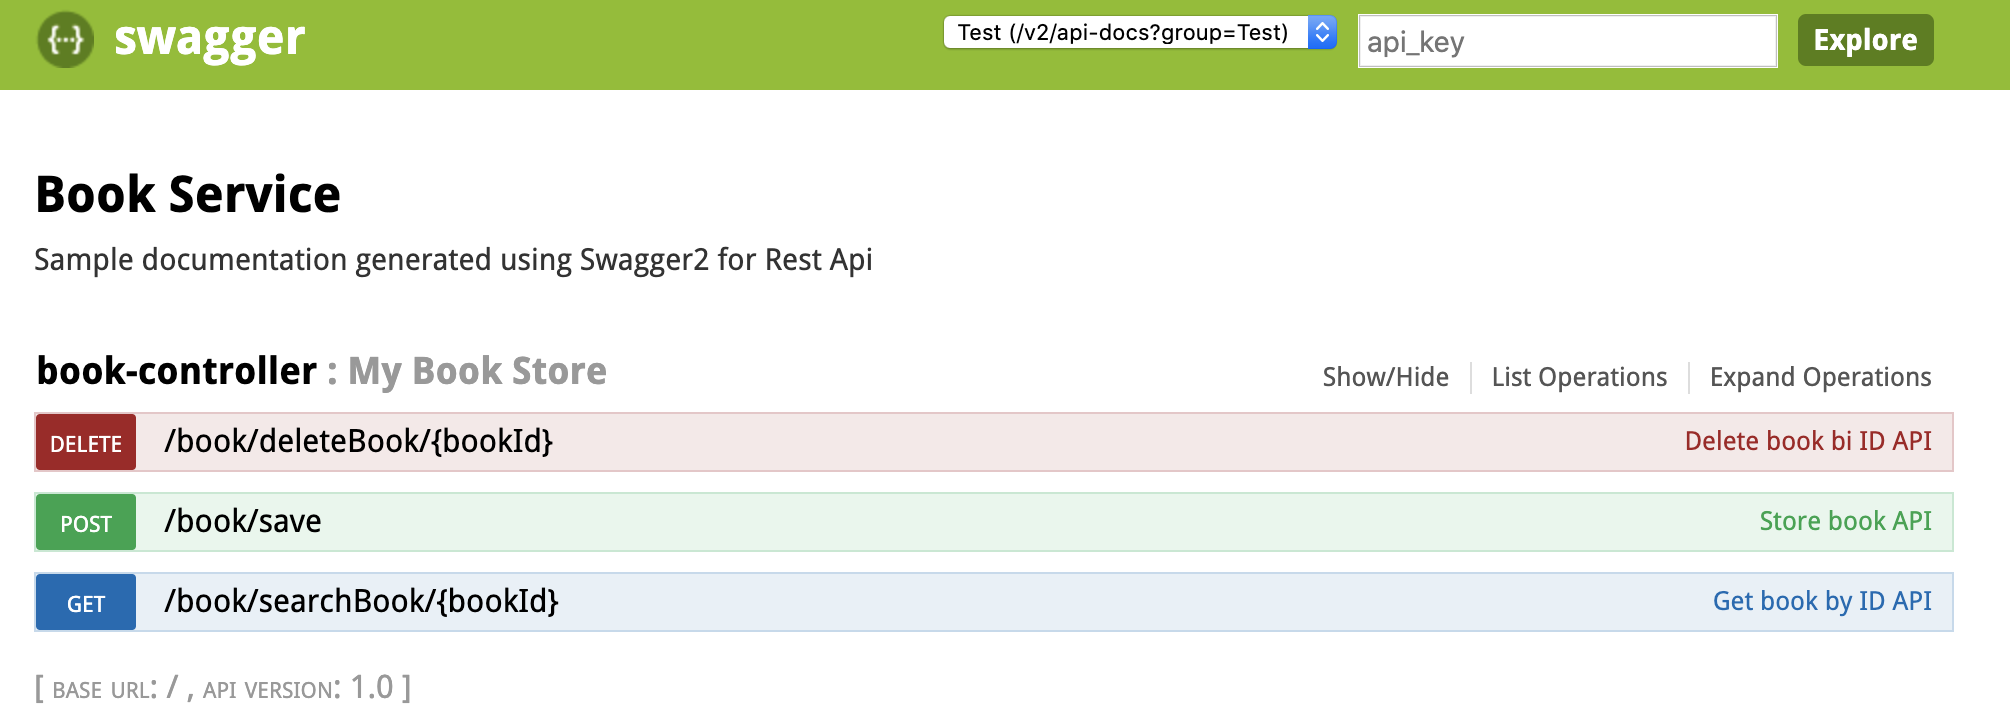 {···} swagger Test (/v2/api-docs?group=Test) api_key Explore
Book Service
Sample documentation generated using Swagger2 for Rest Api
book-controller : My Book Store Show/Hide List Operations Expand Operations
DELETE /book/deleteBook/{bookId} Delete book bi ID API
POST /book/save Store book API
GET /book/searchBook/{bookId} Get book by ID API
[ BASE URL: / , API VERSION: 1.0 ]